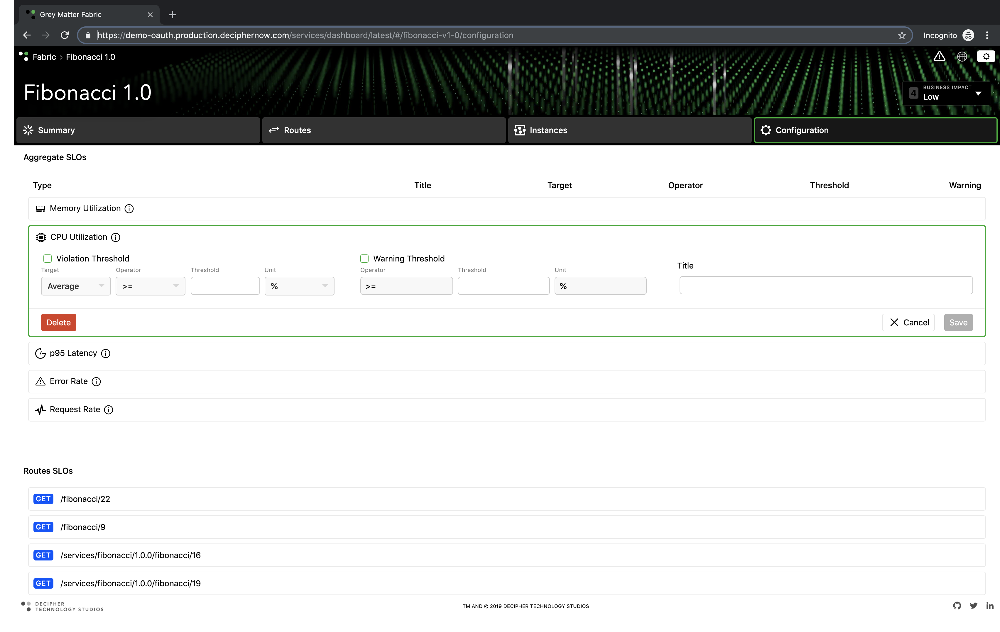 Grey Matter Fabric
https://demo-oauth.production.deciphernow.com/services/dashboard/latest/#/fibonacci-v1-0/configuration
Incognito
Fabric › Fibonacci 1.0
Fibonacci 1.0
4
BUSINESS IMPACT
Low
Summary
Routes
Instances
Configuration
Aggregate SLOs
Type Title Target Operator Threshold Warning
Memory Utilization
CPU Utilization
Violation Threshold
Warning Threshold
Title
Target Operator Threshold Unit
Operator Threshold Unit
Average >= %
>= %
Delete
Cancel
Save
p95 Latency
Error Rate
Request Rate
Routes SLOs
GET /fibonacci/22
GET /fibonacci/9
GET /services/fibonacci/1.0.0/fibonacci/16
GET /services/fibonacci/1.0.0/fibonacci/19
DECIPHER
TECHNOLOGY STUDIOS
TM AND © 2019 DECIPHER TECHNOLOGY STUDIOS
in